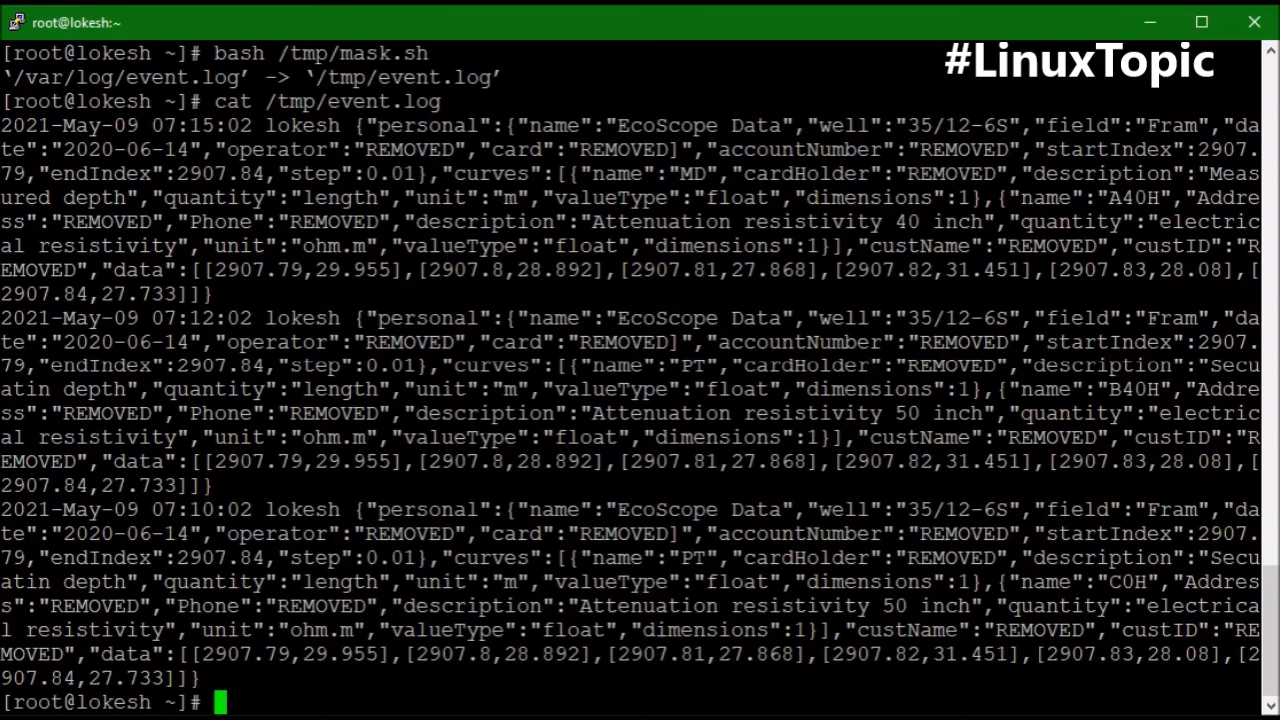 root@lokesh:~
#LinuxTopic
[root@lokesh ~]# bash /tmp/mask.sh
‘/var/log/event.log’ -> ‘/tmp/event.log’
[root@lokesh ~]# cat /tmp/event.log
2021-May-09 07:15:02 lokesh {"personal":{"name":"EcoScope Data","well":"35/12-6S","field":"Fram","da
te":"2020-06-14","operator":"REMOVED","card":"REMOVED]","accountNumber":"REMOVED","startIndex":2907.
79,"endIndex":2907.84,"step":0.01},"curves":[{"name":"MD","cardHolder":"REMOVED","description":"Meas
ured depth","quantity":"length","unit":"m","valueType":"float","dimensions":1},{"name":"A40H","Addre
ss":"REMOVED","Phone":"REMOVED","description":"Attenuation resistivity 40 inch","quantity":"electric
al resistivity","unit":"ohm.m","valueType":"float","dimensions":1}],"custName":"REMOVED","custID":"R
EMOVED","data":[[2907.79,29.955],[2907.8,28.892],[2907.81,27.868],[2907.82,31.451],[2907.83,28.08],[
2907.84,27.733]]}
2021-May-09 07:12:02 lokesh {"personal":{"name":"EcoScope Data","well":"35/12-6S","field":"Fram","da
te":"2020-06-14","operator":"REMOVED","card":"REMOVED]","accountNumber":"REMOVED","startIndex":2907.
79,"endIndex":2907.84,"step":0.01},"curves":[{"name":"PT","cardHolder":"REMOVED","description":"Secu
atin depth","quantity":"length","unit":"m","valueType":"float","dimensions":1},{"name":"B40H","Addre
ss":"REMOVED","Phone":"REMOVED","description":"Attenuation resistivity 50 inch","quantity":"electric
al resistivity","unit":"ohm.m","valueType":"float","dimensions":1}],"custName":"REMOVED","custID":"R
EMOVED","data":[[2907.79,29.955],[2907.8,28.892],[2907.81,27.868],[2907.82,31.451],[2907.83,28.08],[
2907.84,27.733]]}
2021-May-09 07:10:02 lokesh {"personal":{"name":"EcoScope Data","well":"35/12-6S","field":"Fram","da
te":"2020-06-14","operator":"REMOVED","card":"REMOVED]","accountNumber":"REMOVED","startIndex":2907.
79,"endIndex":2907.84,"step":0.01},"curves":[{"name":"PT","cardHolder":"REMOVED","description":"Secu
atin depth","quantity":"length","unit":"m","valueType":"float","dimensions":1},{"name":"C0H","Addres
s":"REMOVED","Phone":"REMOVED","description":"Attenuation resistivity 50 inch","quantity":"electrica
l resistivity","unit":"ohm.m","valueType":"float","dimensions":1}],"custName":"REMOVED","custID":"RE
MOVED","data":[[2907.79,29.955],[2907.8,28.892],[2907.81,27.868],[2907.82,31.451],[2907.83,28.08],[2
907.84,27.733]]}
[root@lokesh ~]#